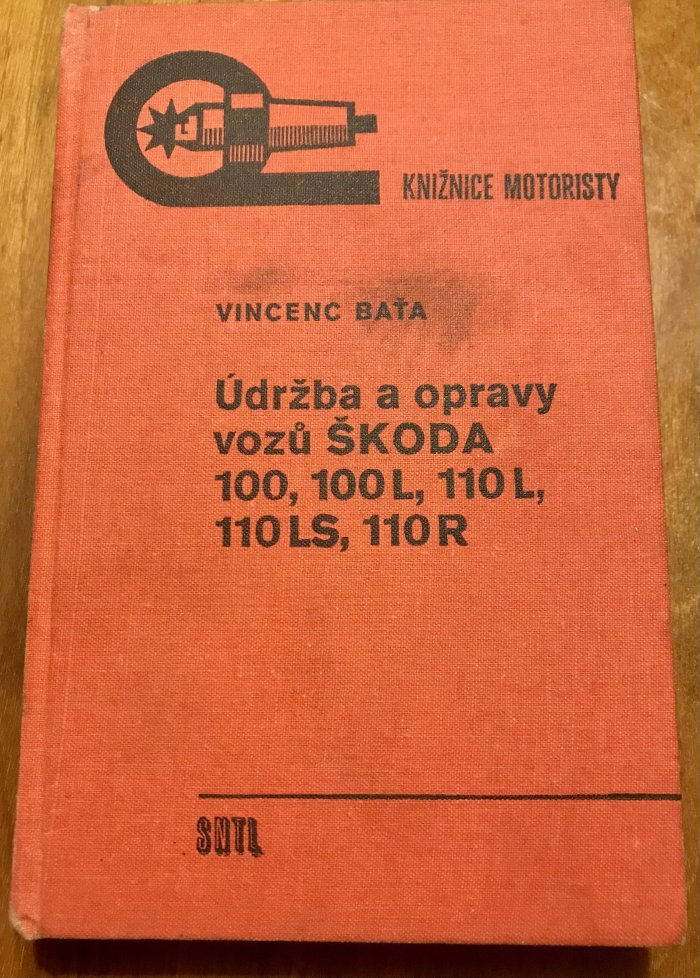 KNIŽNICE MOTORISTY
VINCENC BAŤA
Údržba a opravy
vozů ŠKODA
100, 100 L, 110 L,
110 LS, 110 R
SNTL